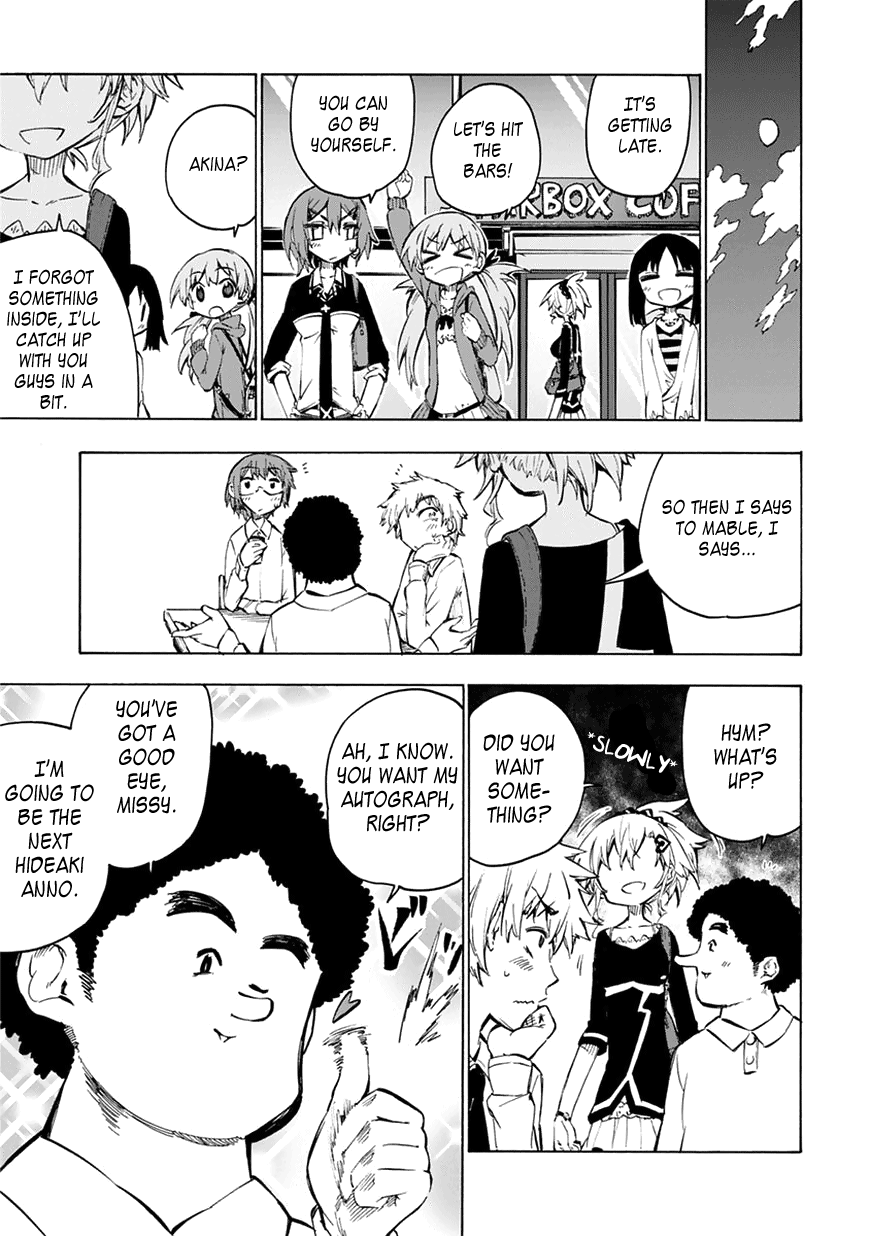 IT'S
GETTING
LATE.
LET'S HIT
THE
BARS!
YOU CAN
GO BY
YOURSELF.
ARBOX COF
AKINA?
I FORGOT
SOMETHING
INSIDE, I'LL
CATCH UP
WITH YOU
GUYS IN A
BIT.
SO THEN I SAYS
TO MABLE, I
SAYS...
HYM?
WHAT'S
UP?
*SLOWLY*
DID YOU
WANT
SOME-
THING?
AH, I KNOW.
YOU WANT MY
AUTOGRAPH,
RIGHT?
YOU'VE
GOT A
GOOD
EYE,
MISSY.
I'M
GOING TO
BE THE
NEXT
HIDEAKI
ANNO.